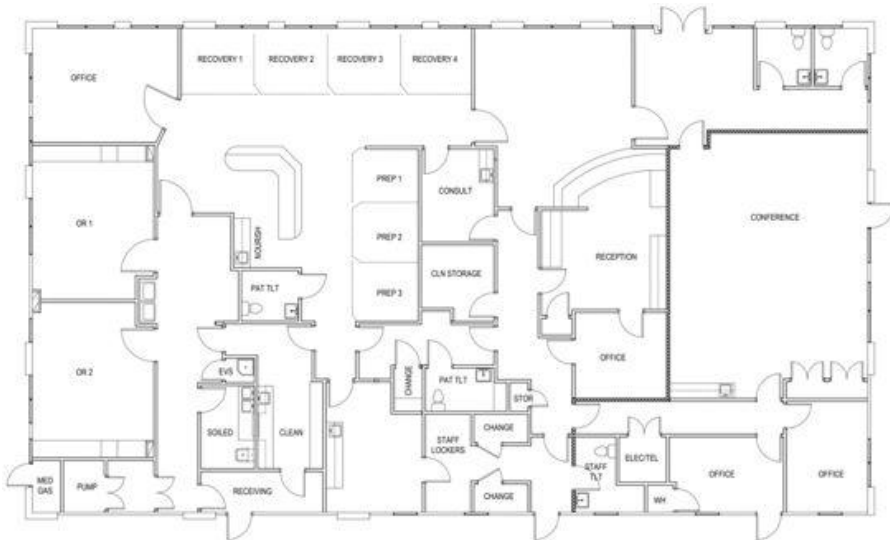 RECOVERY 1
RECOVERY 2
RECOVERY 3
RECOVERY 4
OFFICE
PREP 1
CONSULT
OR 1
CONFERENCE
PREP 2
NOURISH
RECEPTION
CLN STORAGE
PAT TLT
PREP 3
OFFICE
EVS
OR 2
CHANGE
PAT TLT
STOR
SOILED
CLEAN
STAFF
LOCKERS
CHANGE
ELEC/TEL
STAFF
TLT
OFFICE
OFFICE
MED
GAS
PUMP
RECEIVING
CHANGE
WH